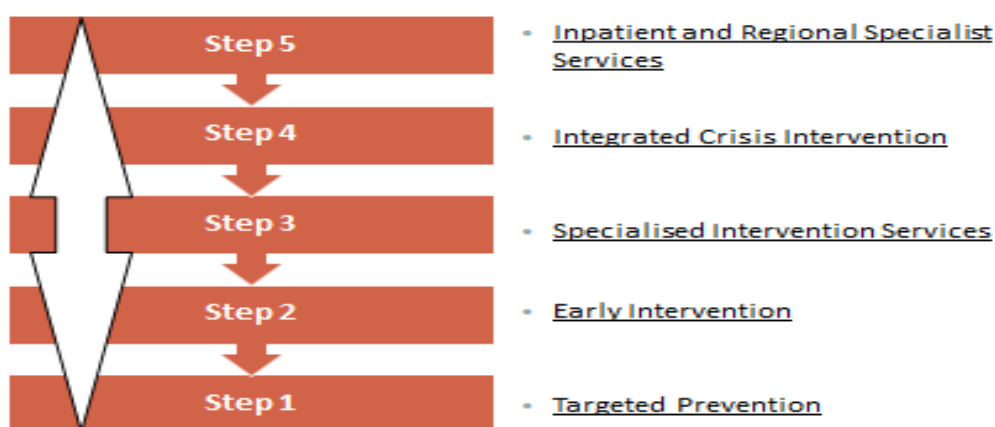 Step 5
• Inpatient and Regional Specialist
Services
Step 4
• Integrated Crisis Intervention
Step 3
• Specialised Intervention Services
Step 2
• Early Intervention
Step 1
• Targeted Prevention